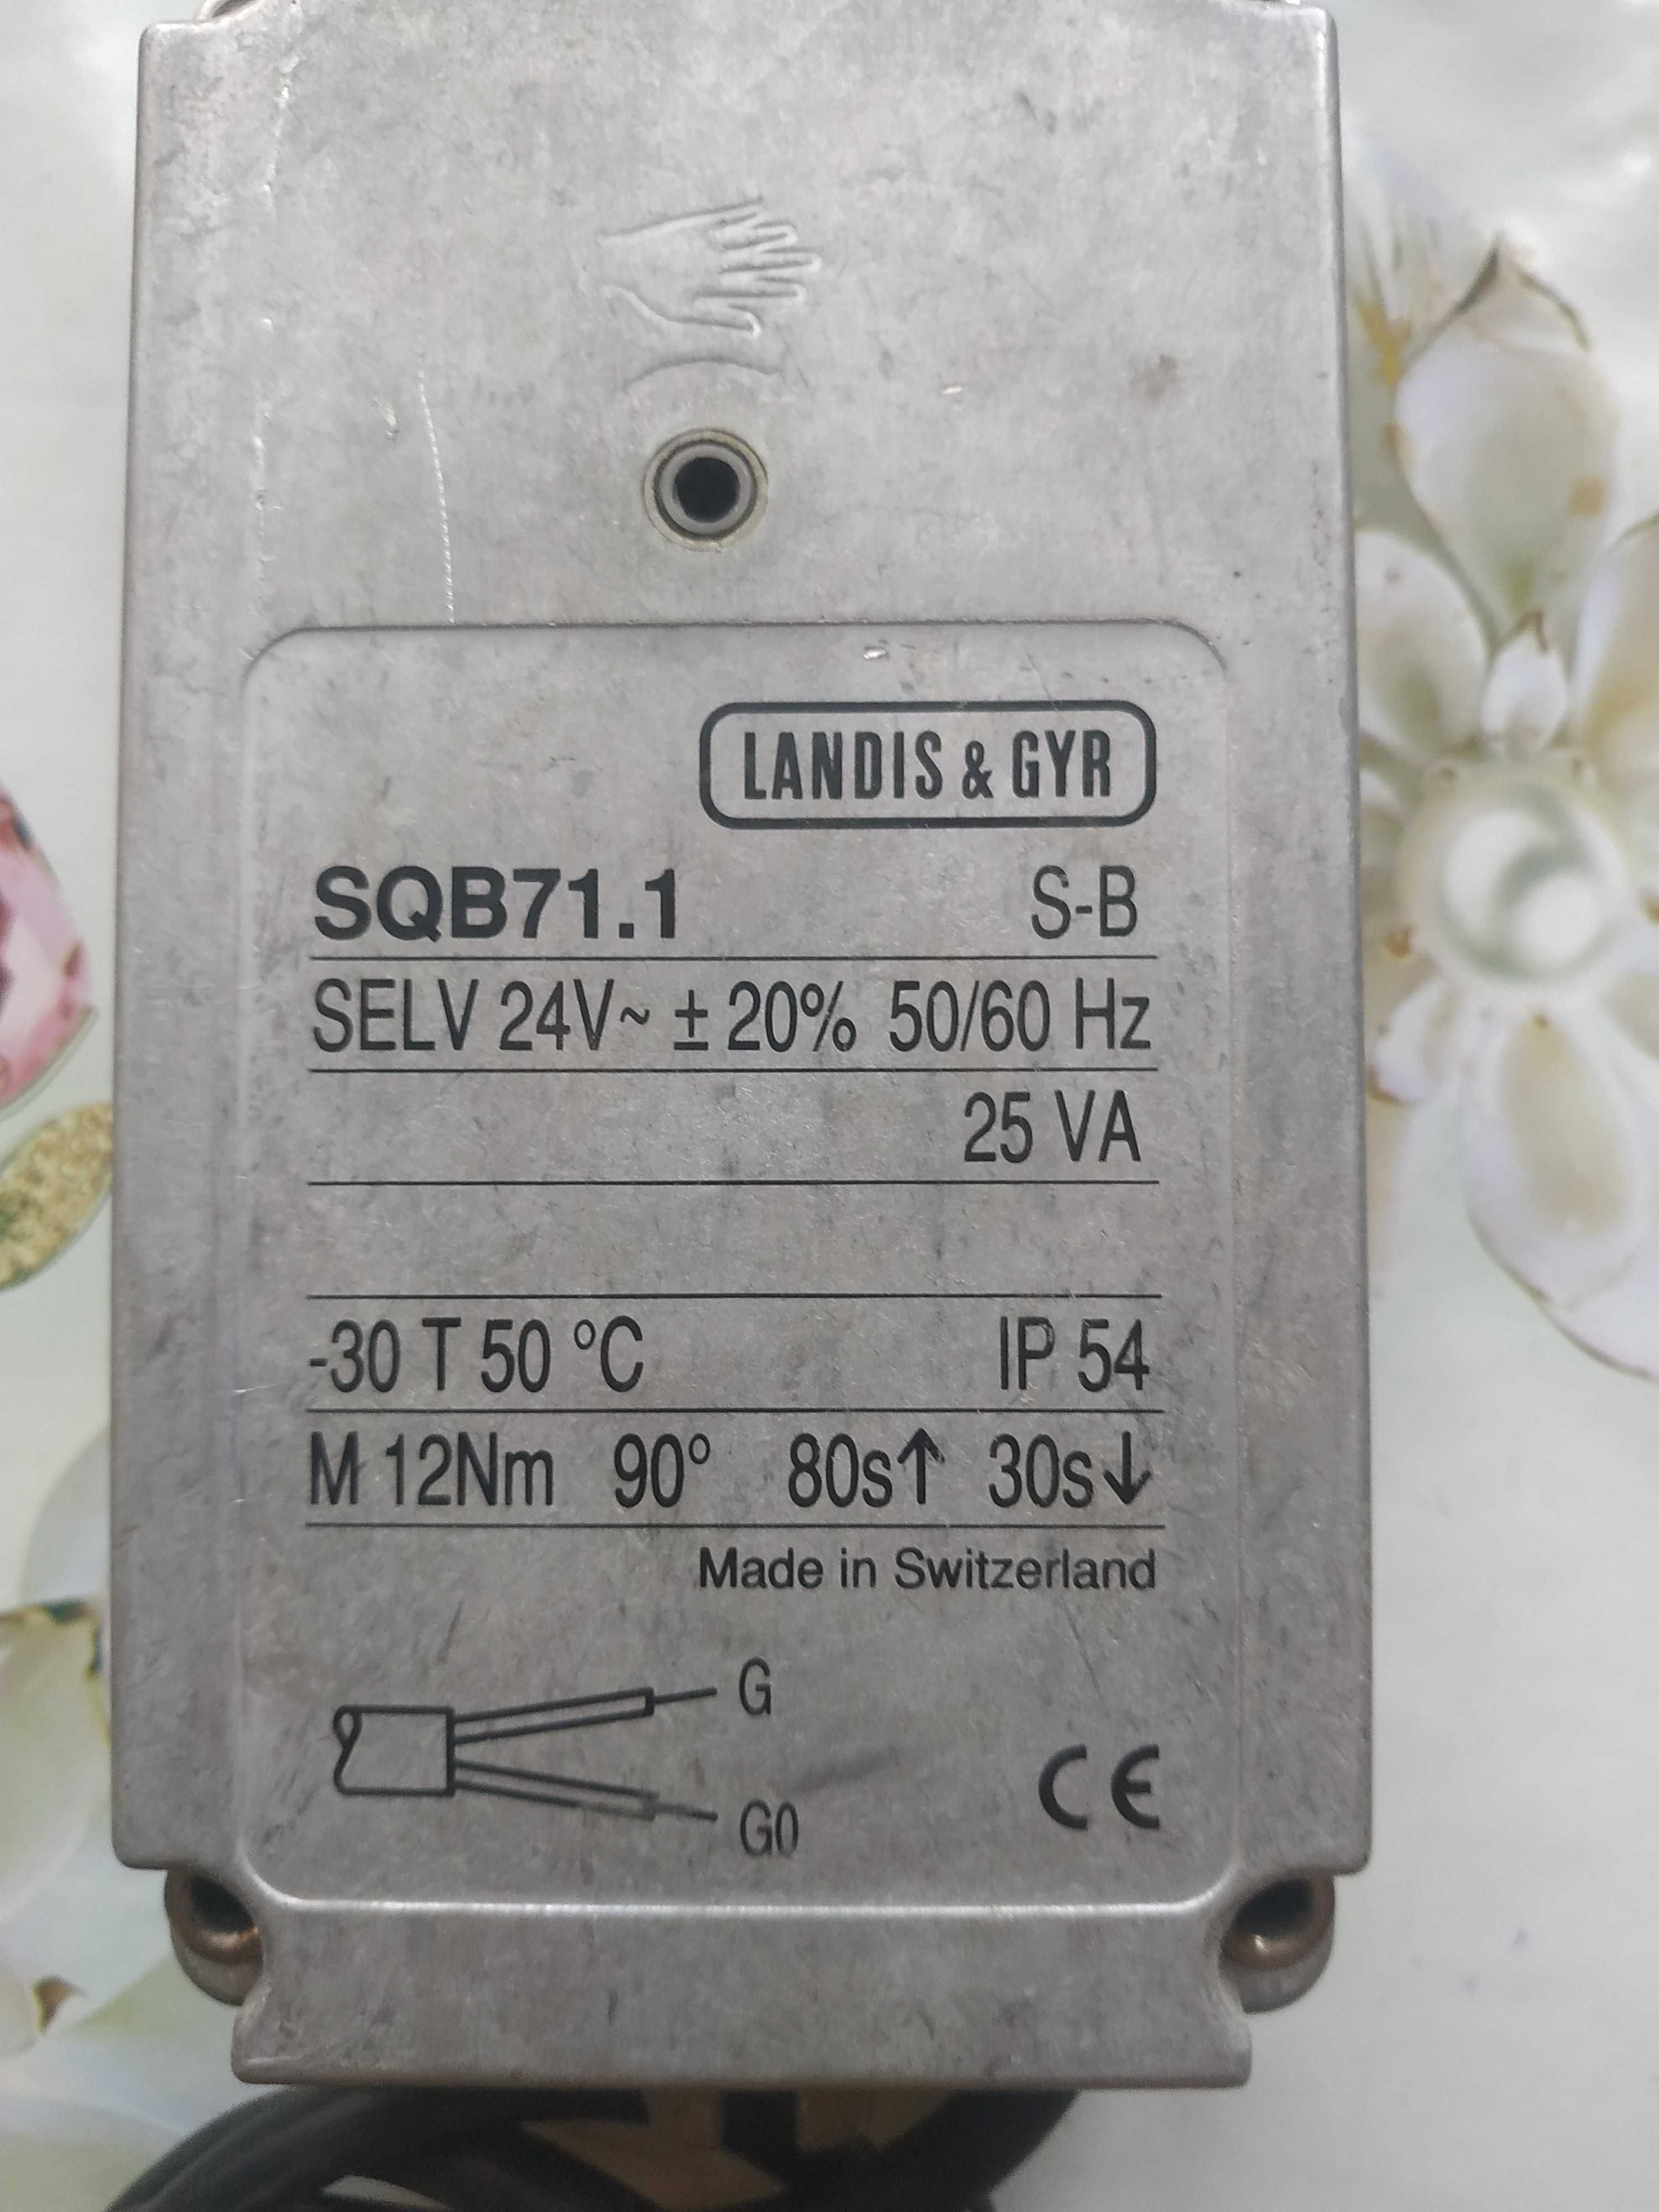 LANDIS & GYR
SQB71.1 S-B
SELV 24V~ ± 20% 50/60 Hz
25 VA
-30 T 50 °C IP 54
M 12Nm 90° 80s↑ 30s↓
Made in Switzerland
G
G0
CE